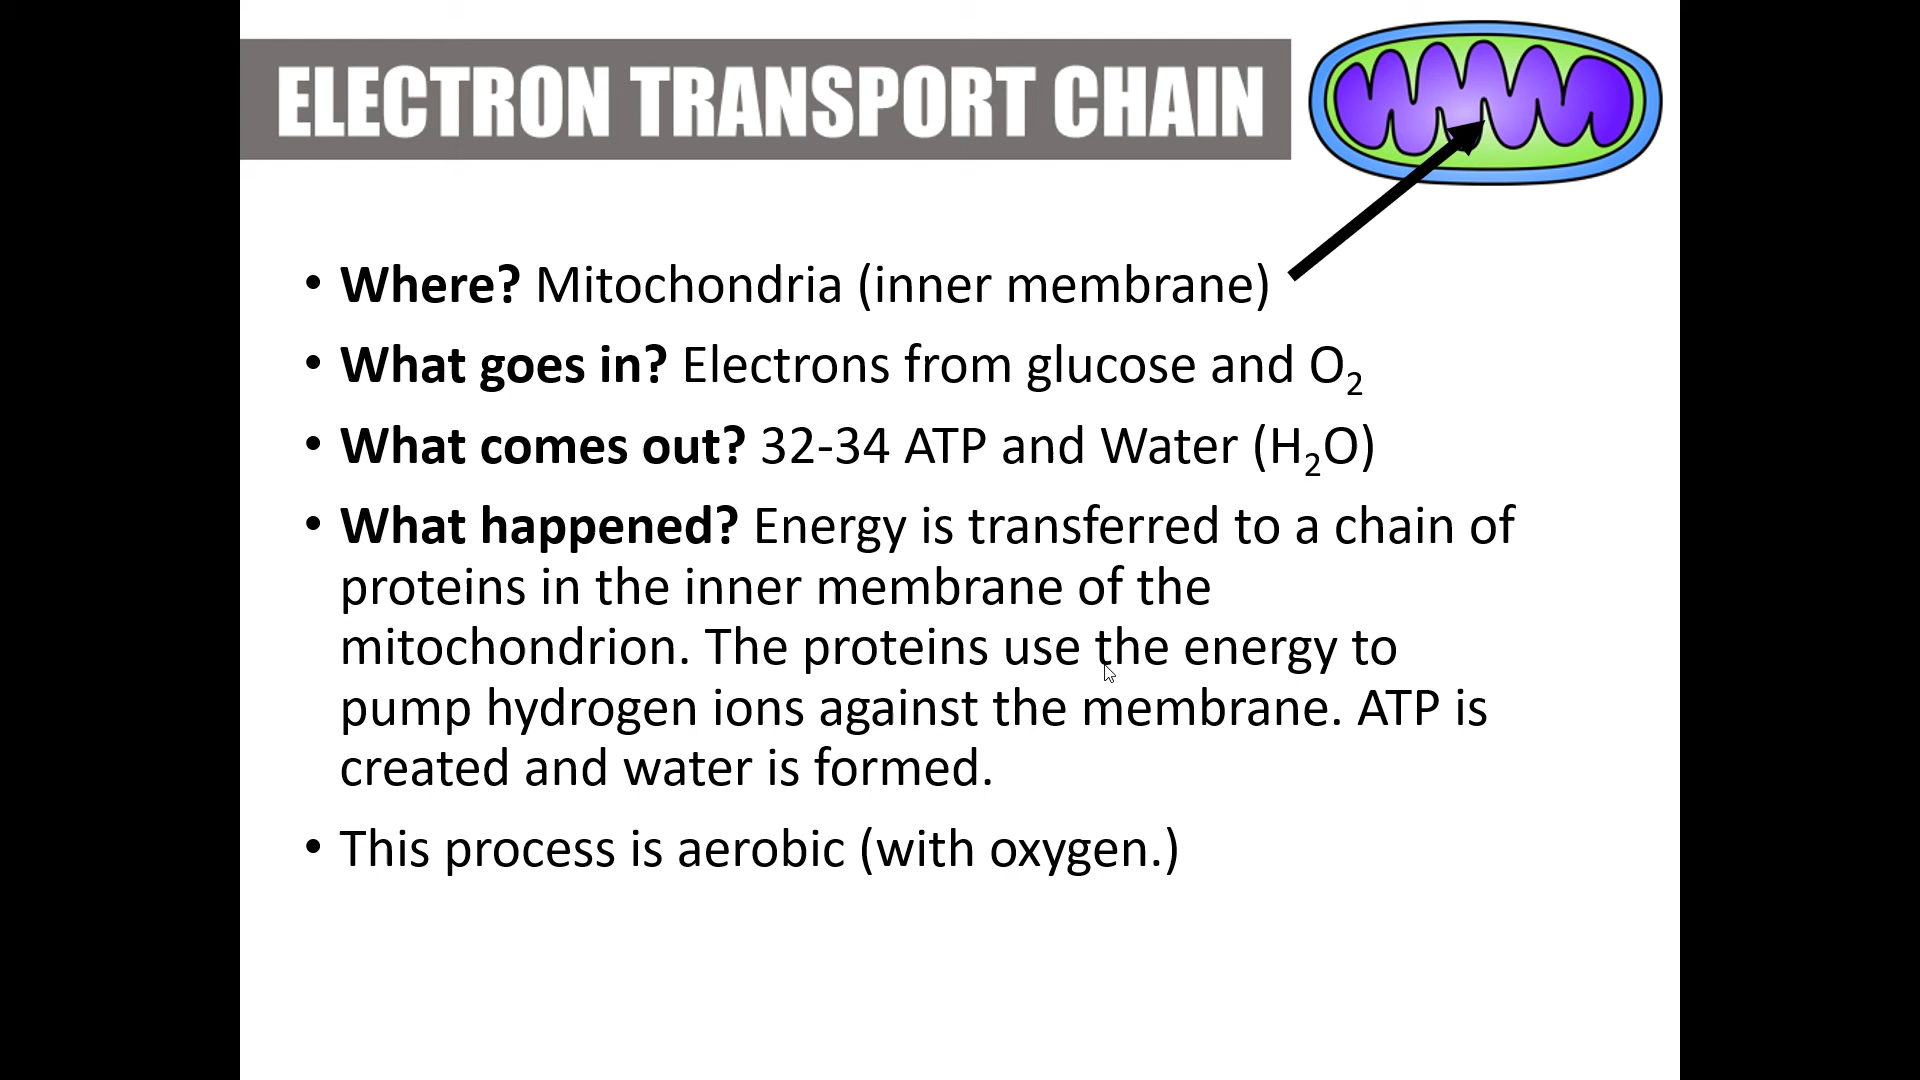 ELECTRON TRANSPORT CHAIN
• Where? Mitochondria (inner membrane)
• What goes in? Electrons from glucose and O₂
• What comes out? 32-34 ATP and Water (H₂O)
• What happened? Energy is transferred to a chain of
proteins in the inner membrane of the
mitochondrion. The proteins use the energy to
pump hydrogen ions against the membrane. ATP is
created and water is formed.
• This process is aerobic (with oxygen.)